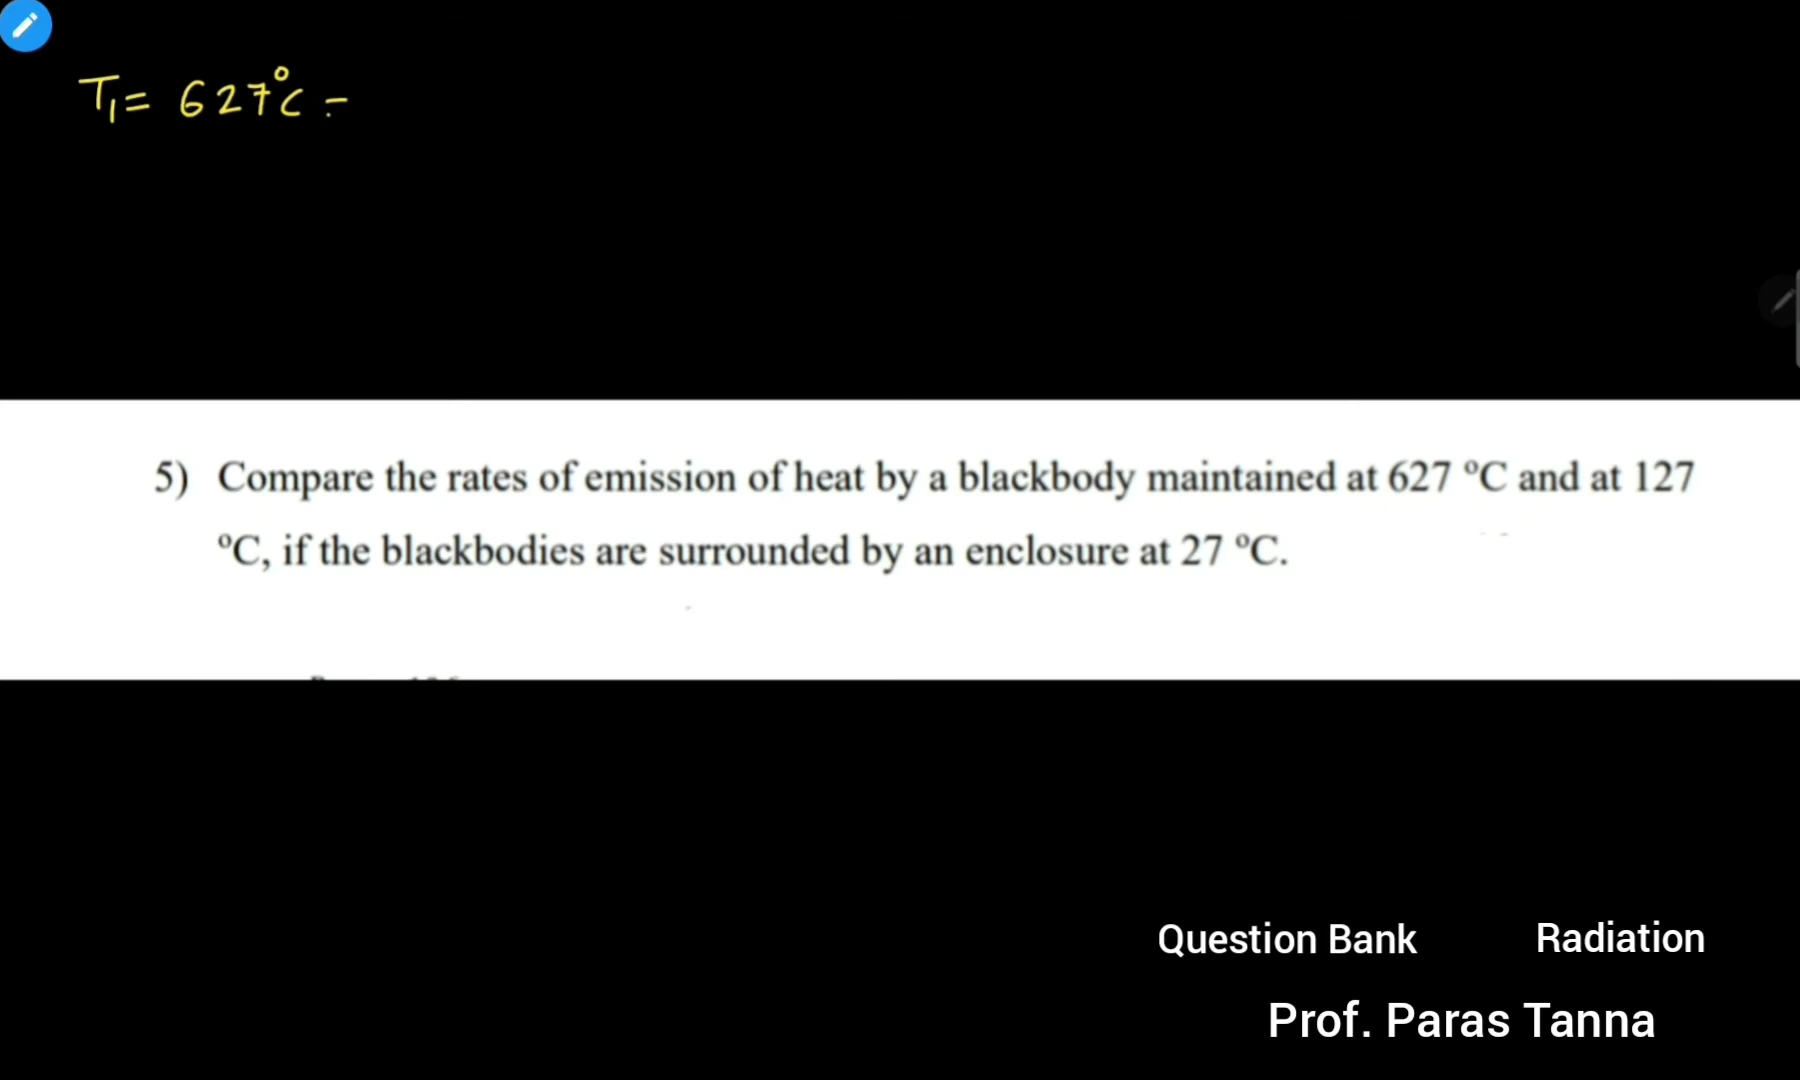 T₁ = 627°C =
5) Compare the rates of emission of heat by a blackbody maintained at 627 °C and at 127
°C, if the blackbodies are surrounded by an enclosure at 27 °C.
Question Bank Radiation
Prof. Paras Tanna